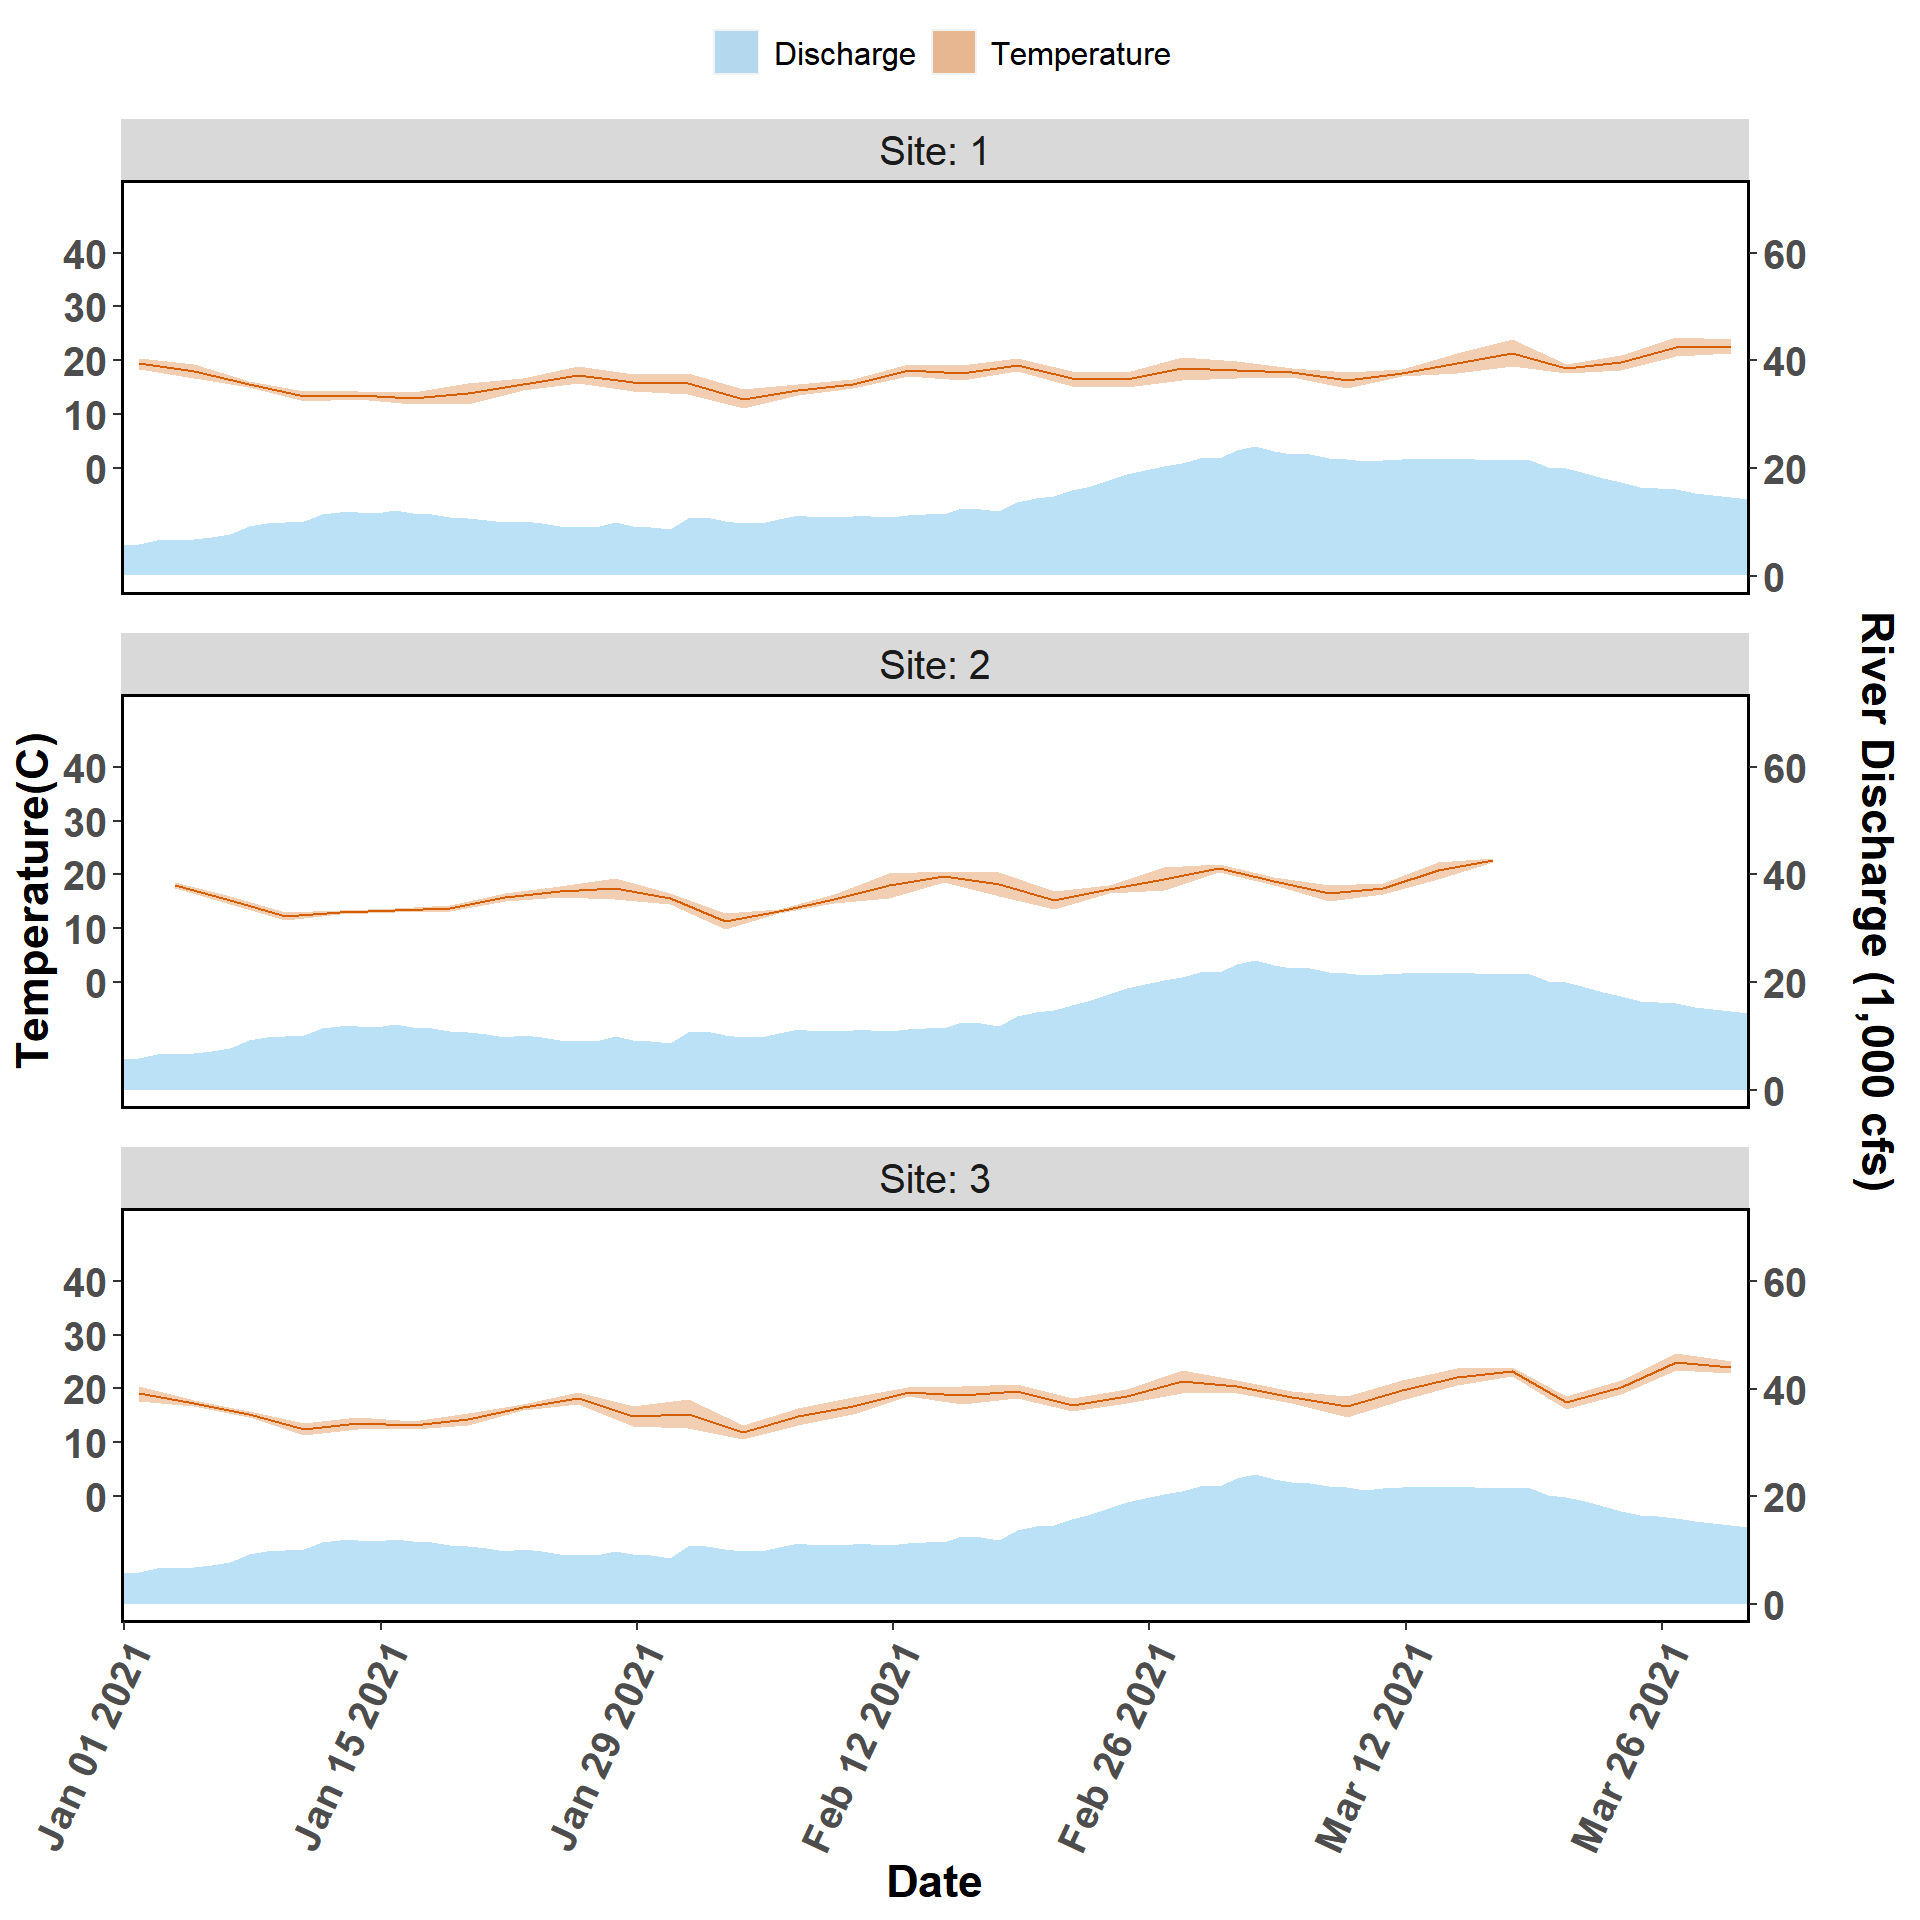 Discharge Temperature
Site: 1
40
30
20
10
0
60
40
20
0
Site: 2
40
30
20
10
0
60
40
20
0
Temperature(C)
River Discharge (1,000 cfs)
Site: 3
40
30
20
10
0
60
40
20
0
Jan 01 2021
Jan 15 2021
Jan 29 2021
Feb 12 2021
Feb 26 2021
Mar 12 2021
Mar 26 2021
Date